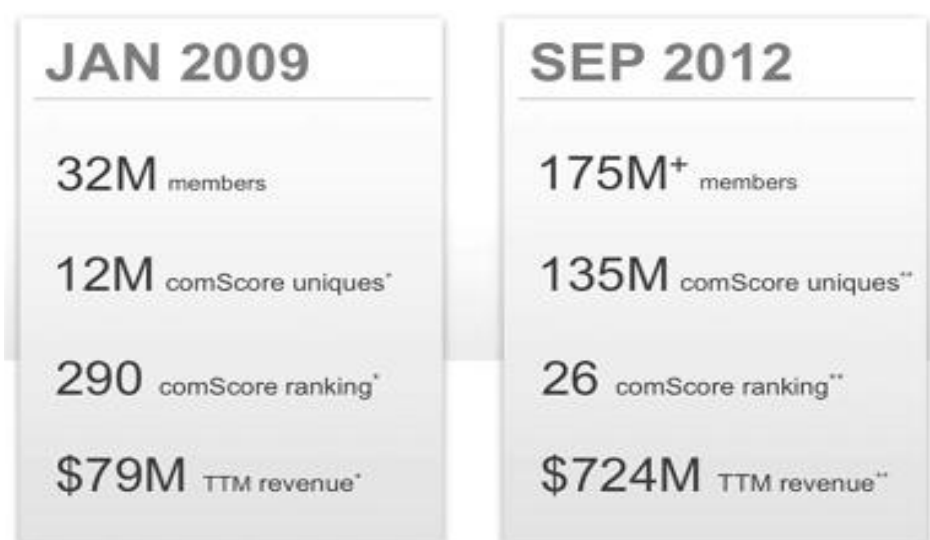 JAN 2009
32M members
12M comScore uniques*
290 comScore ranking*
$79M TTM revenue*
SEP 2012
175M+ members
135M comScore uniques**
26 comScore ranking**
$724M TTM revenue**